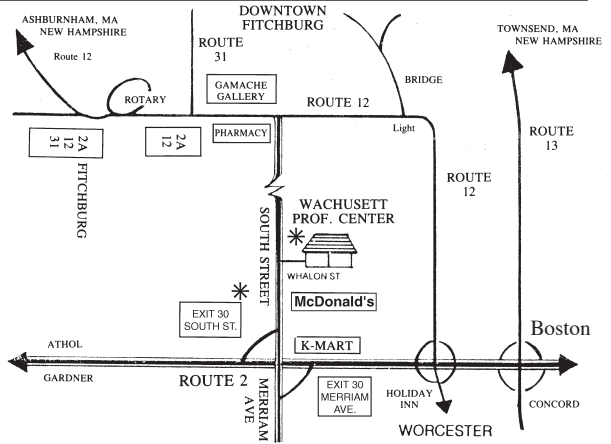 ASHBURNHAM, MA
NEW HAMPSHIRE
Route 12
DOWNTOWN
FITCHBURG
ROUTE
31
TOWNSEND, MA
NEW HAMPSHIRE
BRIDGE
ROTARY
GAMACHE
GALLERY
ROUTE 12
PHARMACY
Light
2A
12
31
2A
12
ROUTE
13
FITCHBURG
ROUTE
12
SOUTH STREET
WACHUSETT
PROF. CENTER
WHALON ST
McDonald's
EXIT 30
SOUTH ST.
K-MART
Boston
ATHOL
GARDNER
ROUTE 2
MERRIAM
AVE
EXIT 30
MERRIAM
AVE.
HOLIDAY
INN
CONCORD
WORCESTER